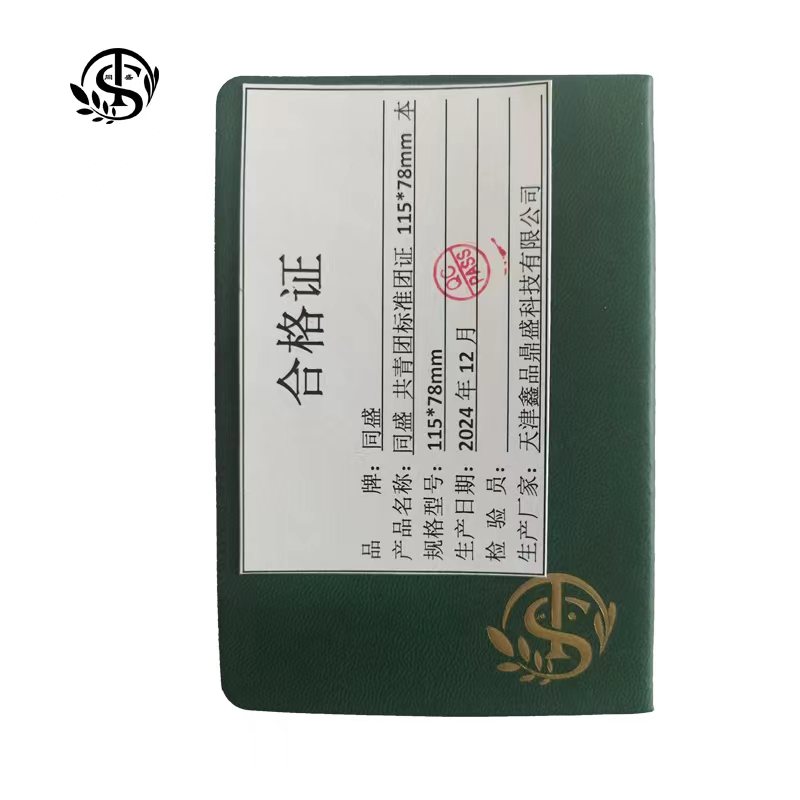 同盛
合格证
品 牌: 同盛
产品名称: 同盛 共青团标准团证 115*78mm 本
规格型号: 115*78mm
生产日期: 2024 年 12 月
检 验 员:
QC
PASS
生产厂家: 天津鑫品鼎盛科技有限公司